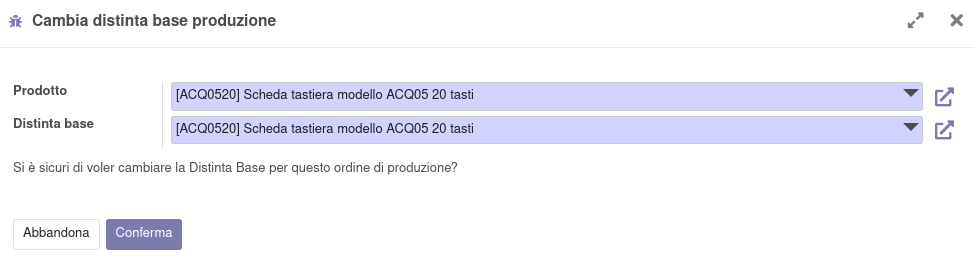 Cambia distinta base produzione
Prodotto
[ACQ0520] Scheda tastiera modello ACQ05 20 tasti
Distinta base
[ACQ0520] Scheda tastiera modello ACQ05 20 tasti
Si è sicuri di voler cambiare la Distinta Base per questo ordine di produzione?
Abbandona
Conferma